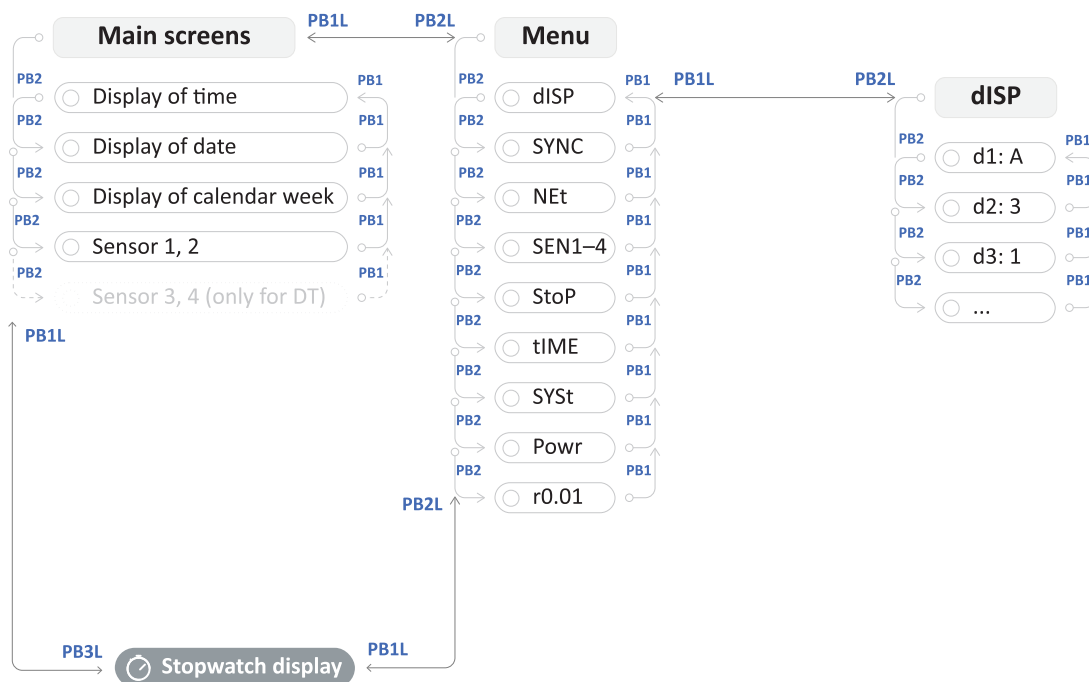 PB1L PB2L
Main screens Menu
PB1L PB2L
PB2 PB1 PB2 PB1 dISP
Display of time dISP
PB2 PB1 PB2 PB1 PB2 PB1
Display of date SYNC d1: A
PB2 PB1 PB2 PB1 PB2 PB1
Display of calendar week NEt d2: 3
PB2 PB1 PB2 PB1 PB2 PB1
Sensor 1, 2 SEN1–4 d3: 1
PB2 PB1 PB2 PB1 PB2 PB1
Sensor 3, 4 (only for DT) StoP ...
PB1L PB2 PB1
tIME
PB2 PB1
SYSt
PB2 PB1
Powr
PB2 PB1
r0.01
PB2L
PB3L PB1L
Stopwatch display